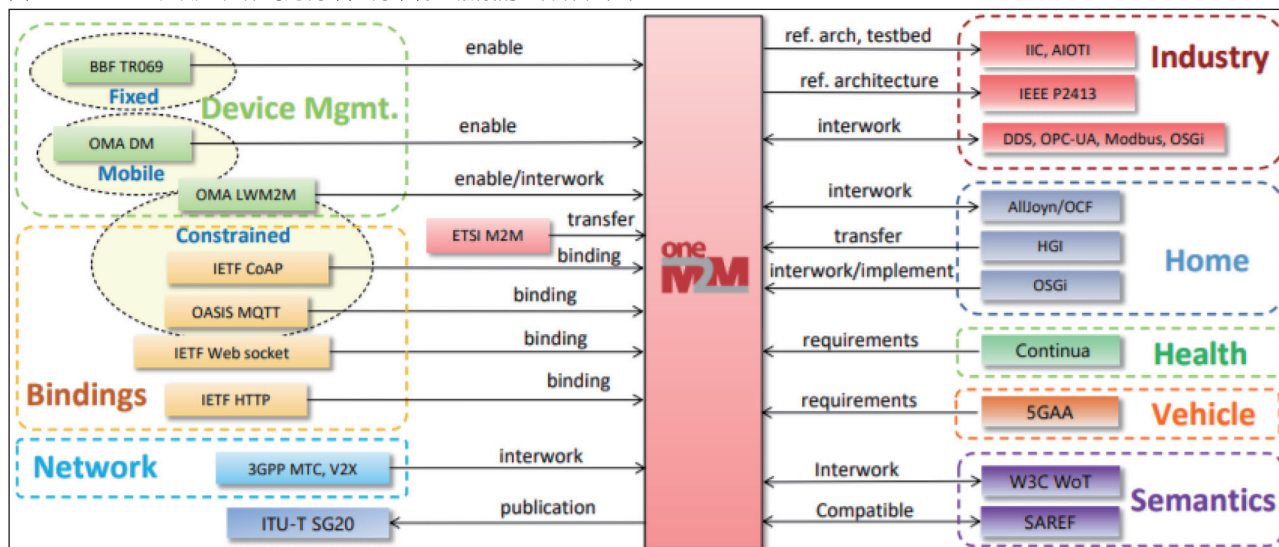 BBF TR069
Fixed
Device Mgmt.
OMA DM
Mobile
OMA LWM2M
enable
enable
enable/interwork
Constrained
ETSI M2M
transfer
IETF CoAP
binding
OASIS MQTT
binding
IETF Web socket
binding
Bindings
IETF HTTP
binding
Network
3GPP MTC, V2X
interwork
ITU-T SG20
publication
one
M2M
ref. arch, testbed
IIC, AIOTI
Industry
ref. architecture
IEEE P2413
interwork
DDS, OPC-UA, Modbus, OSGi
interwork
AllJoyn/OCF
transfer
HGI
Home
interwork/implement
OSGi
requirements
Continua
Health
requirements
5GAA
Vehicle
Interwork
W3C WoT
Semantics
Compatible
SAREF